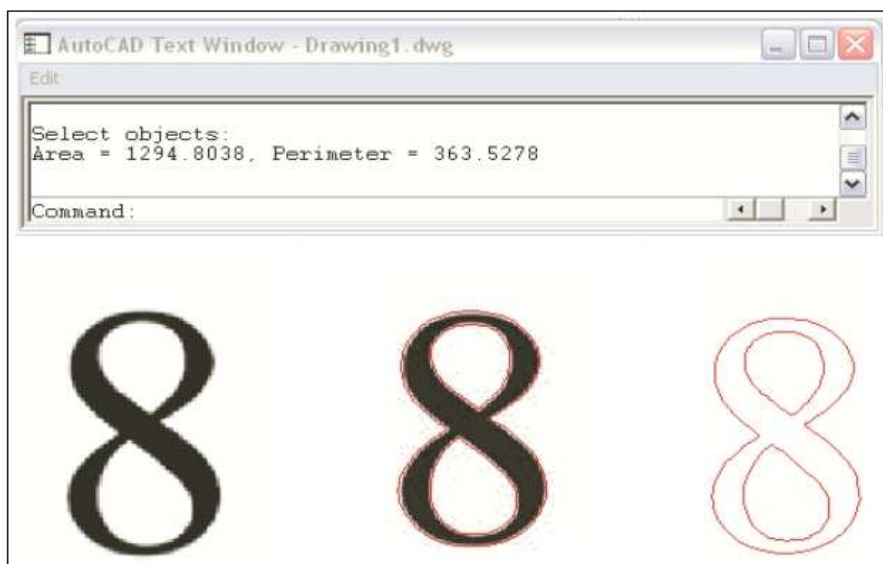 AutoCAD Text Window - Drawing1.dwg
Edit
Select objects:
Area = 1294.8038, Perimeter = 363.5278
Command:
8 8 8